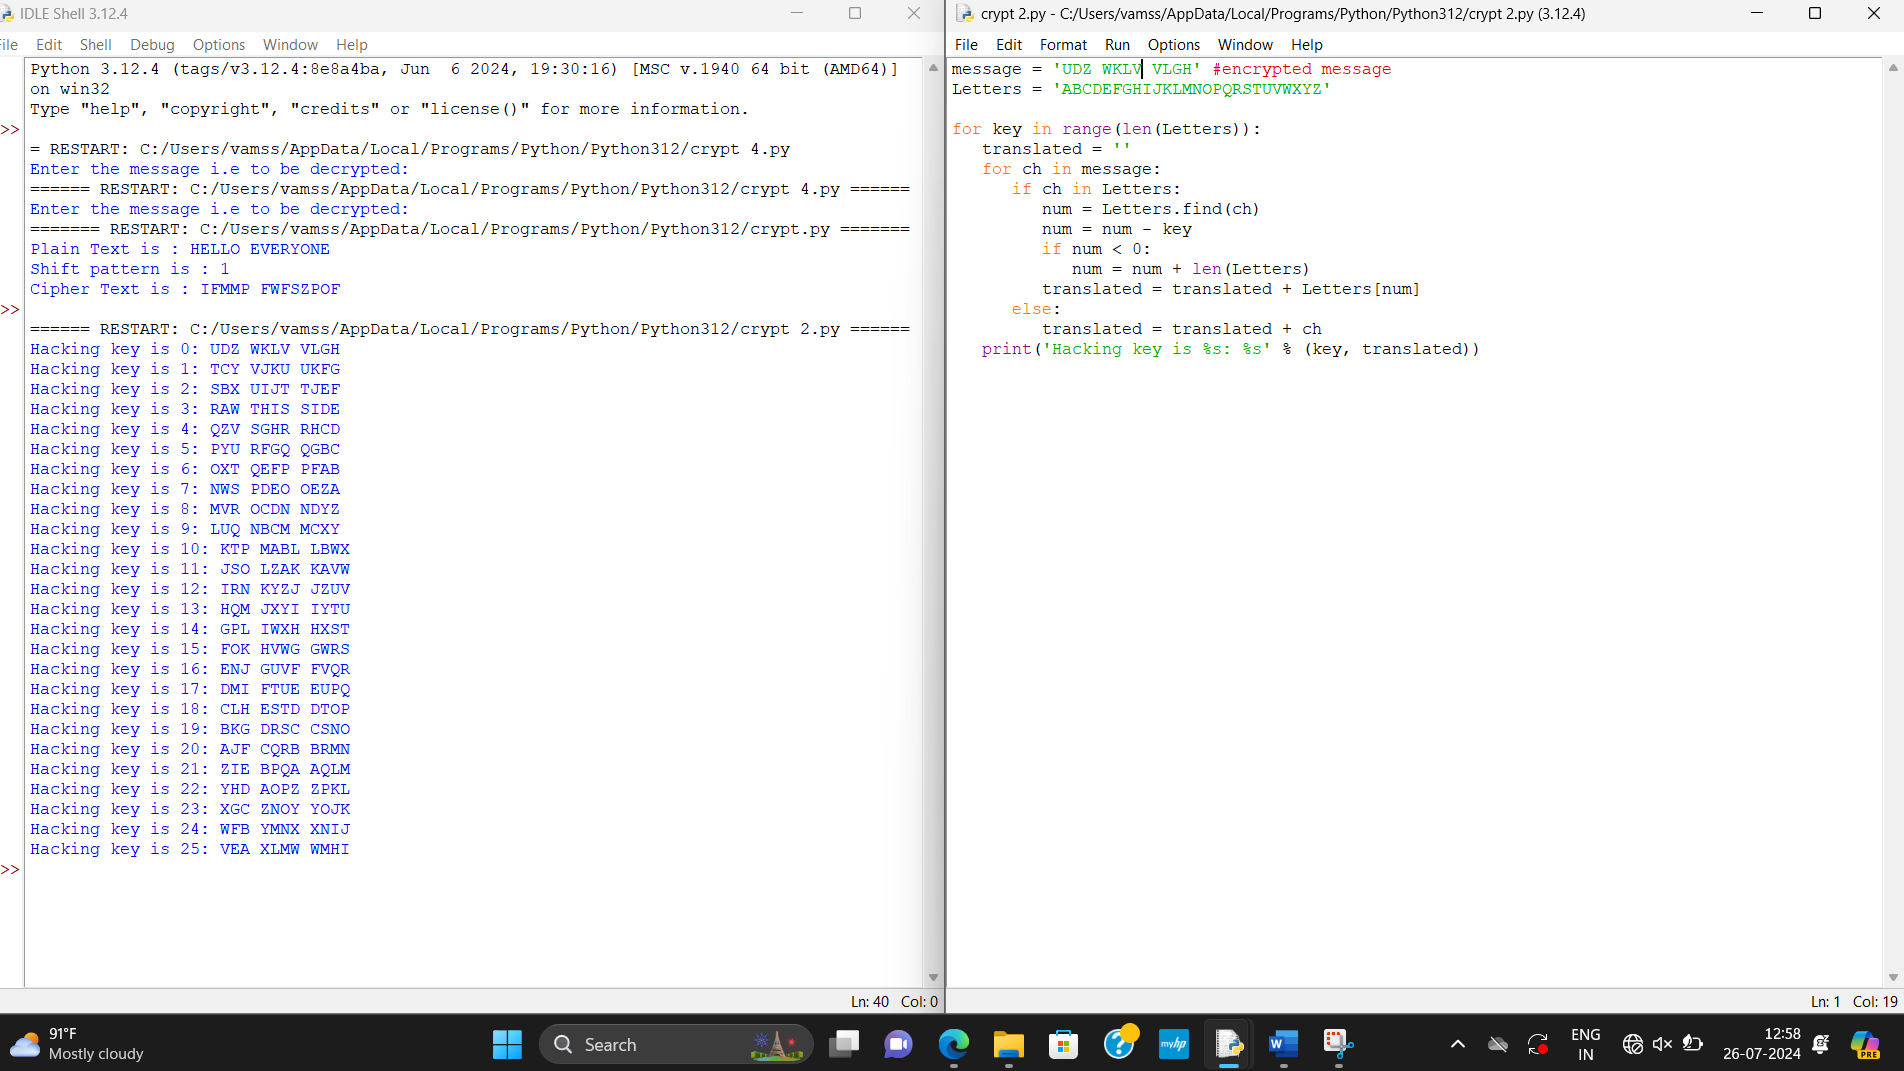 IDLE Shell 3.12.4
File Edit Shell Debug Options Window Help
Python 3.12.4 (tags/v3.12.4:8e8a4ba, Jun  6 2024, 19:30:16) [MSC v.1940 64 bit (AMD64)]
on win32
Type "help", "copyright", "credits" or "license()" for more information.
>>
= RESTART: C:/Users/vamss/AppData/Local/Programs/Python/Python312/crypt 4.py
Enter the message i.e to be decrypted:
====== RESTART: C:/Users/vamss/AppData/Local/Programs/Python/Python312/crypt 4.py ======
Enter the message i.e to be decrypted:
======= RESTART: C:/Users/vamss/AppData/Local/Programs/Python/Python312/crypt.py =======
Plain Text is : HELLO EVERYONE
Shift pattern is : 1
Cipher Text is : IFMMP FWFSZPOF
>>
====== RESTART: C:/Users/vamss/AppData/Local/Programs/Python/Python312/crypt 2.py ======
Hacking key is 0: UDZ WKLV VLGH
Hacking key is 1: TCY VJKU UKFG
Hacking key is 2: SBX UIJT TJEF
Hacking key is 3: RAW THIS SIDE
Hacking key is 4: QZV SGHR RHCD
Hacking key is 5: PYU RFGQ QGBC
Hacking key is 6: OXT QEFP PFAB
Hacking key is 7: NWS PDEO OEZA
Hacking key is 8: MVR OCDN NDYZ
Hacking key is 9: LUQ NBCM MCXY
Hacking key is 10: KTP MABL LBWX
Hacking key is 11: JSO LZAK KAVW
Hacking key is 12: IRN KYZJ JZUV
Hacking key is 13: HQM JXYI IYTU
Hacking key is 14: GPL IWXH HXST
Hacking key is 15: FOK HVWG GWRS
Hacking key is 16: ENJ GUVF FVQR
Hacking key is 17: DMI FTUE EUPQ
Hacking key is 18: CLH ESTD DTOP
Hacking key is 19: BKG DRSC CSNO
Hacking key is 20: AJF CQRB BRMN
Hacking key is 21: ZIE BPQA AQLM
Hacking key is 22: YHD AOPZ ZPKL
Hacking key is 23: XGC ZNOY YOJK
Hacking key is 24: WFB YMNX XNIJ
Hacking key is 25: VEA XLMW WMHI
>>
Ln: 40 Col: 0
crypt 2.py - C:/Users/vamss/AppData/Local/Programs/Python/Python312/crypt 2.py (3.12.4)
File Edit Format Run Options Window Help
message = 'UDZ WKLV VLGH' #encrypted message
Letters = 'ABCDEFGHIJKLMNOPQRSTUVWXYZ'
for key in range(len(Letters)):
   translated = ''
   for ch in message:
      if ch in Letters:
         num = Letters.find(ch)
         num = num - key
         if num < 0:
            num = num + len(Letters)
         translated = translated + Letters[num]
      else:
         translated = translated + ch
   print('Hacking key is %s: %s' % (key, translated))
Ln: 1 Col: 19
91°F
Mostly cloudy
Search
myhp
ENG
IN
12:58
26-07-2024
PRE